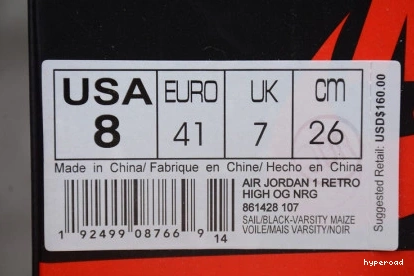 USA EURO UK cm
8 41 7 26
Made in China/ Fabrique en Chine/ Hecho en China
AIR JORDAN 1 RETRO
HIGH OG NRG
861428 107
SAIL/BLACK-VARSITY MAIZE
VOILE/MAIS VARSITY/NOIR
1 92499 08766 9 14
Suggested Retail: USD$160.00
hyperoad